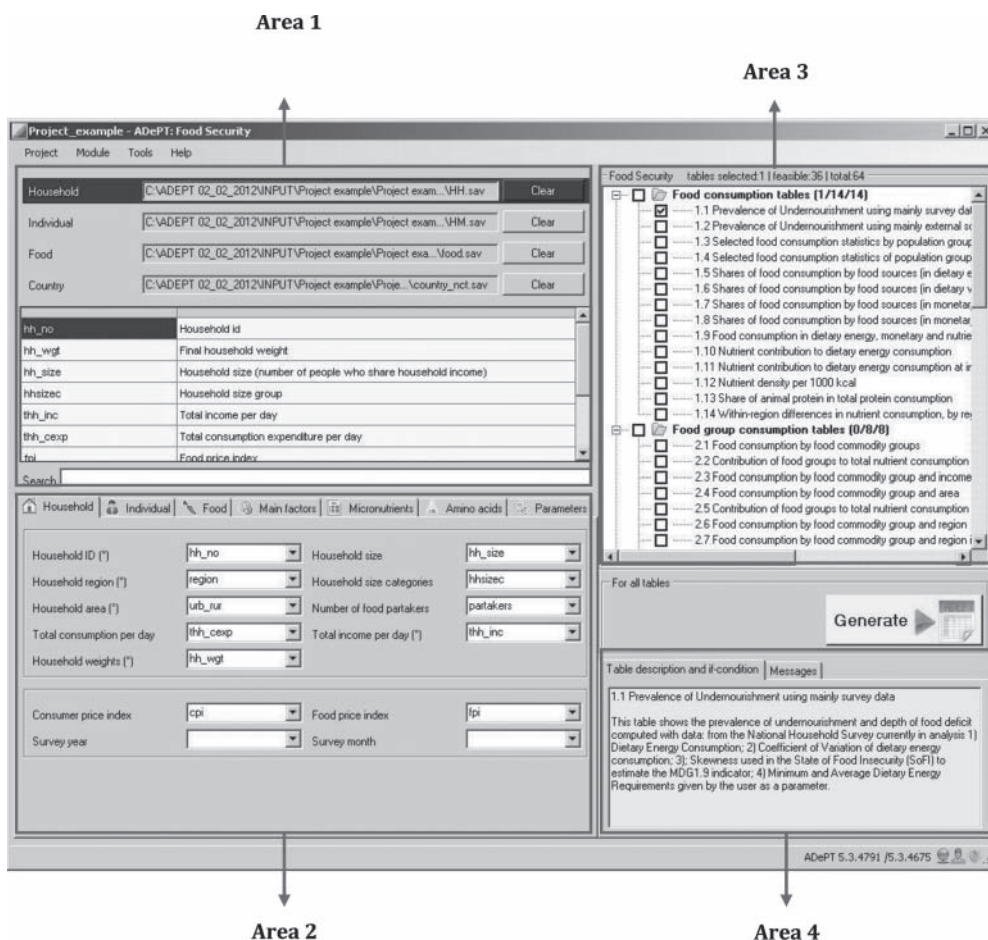 Area 1
Area 3
Project_example - ADePT: Food Security
Project Module Tools Help
Household C:\ADEPT 02_02_2012\INPUT\Project example\Project exam...\HH.sav Clear
Individual C:\ADEPT 02_02_2012\INPUT\Project example\Project exam...\HM.sav Clear
Food C:\ADEPT 02_02_2012\INPUT\Project example\Project exa...\food.sav Clear
Country C:\ADEPT 02_02_2012\INPUT\Project example\Proje...\country_nct.sav Clear
hh_no Household id
hh_wgt Final household weight
hh_size Household size (number of people who share household income)
hhsizec Household size group
thh_inc Total income per day
thh_cexp Total consumption expenditure per day
fpi Food price index
Search
Household Individual Food Main factors Micronutrients Amino acids Parameters
Household ID (*) hh_no Household size hh_size
Household region (*) region Household size categories hhsizec
Household area (*) urb_rur Number of food partakers partakers
Total consumption per day thh_cexp Total income per day (*) thh_inc
Household weights (*) hh_wgt
Consumer price index cpi Food price index fpi
Survey year Survey month
Food Security tables selected:1 | feasible:36 | total:64
Food consumption tables (1/14/14)
1.1 Prevalence of Undernourishment using mainly survey dat
1.2 Prevalence of Undernourishment using mainly external sc
1.3 Selected food consumption statistics by population group
1.4 Selected food consumption statistics of population group
1.5 Shares of food consumption by food sources (in dietary e
1.6 Shares of food consumption by food sources (in dietary v
1.7 Shares of food consumption by food sources (in monetar
1.8 Shares of food consumption by food sources (in monetar
1.9 Food consumption in dietary energy, monetary and nutrie
1.10 Nutrient contribution to dietary energy consumption
1.11 Nutrient contribution to dietary energy consumption at in
1.12 Nutrient density per 1000 kcal
1.13 Share of animal protein in total protein consumption
1.14 Within-region differences in nutrient consumption, by re
Food group consumption tables (0/8/8)
2.1 Food consumption by food commodity groups
2.2 Contribution of food groups to total nutrient consumption
2.3 Food consumption by food commodity group and income
2.4 Food consumption by food commodity group and area
2.5 Contribution of food groups to total nutrient consumption
2.6 Food consumption by food commodity group and region
2.7 Food consumption by food commodity group and region i
For all tables
Generate
Table description and if-condition Messages
1.1 Prevalence of Undernourishment using mainly survey data
This table shows the prevalence of undernourishment and depth of food deficit
computed with data: from the National Household Survey currently in analysis 1)
Dietary Energy Consumption; 2) Coefficient of Variation of dietary energy
consumption; 3); Skewness used in the State of Food Insecurity (SoFI) to
estimate the MDG1.9 indicator; 4) Minimum and Average Dietary Energy
Requirements given by the user as a parameter.
ADePT 5.3.4791 /5.3.4675
Area 2
Area 4